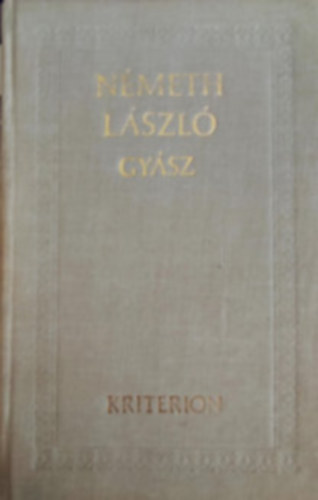 NÉMETH
LÁSZLÓ
GYÁSZ
KRITERION